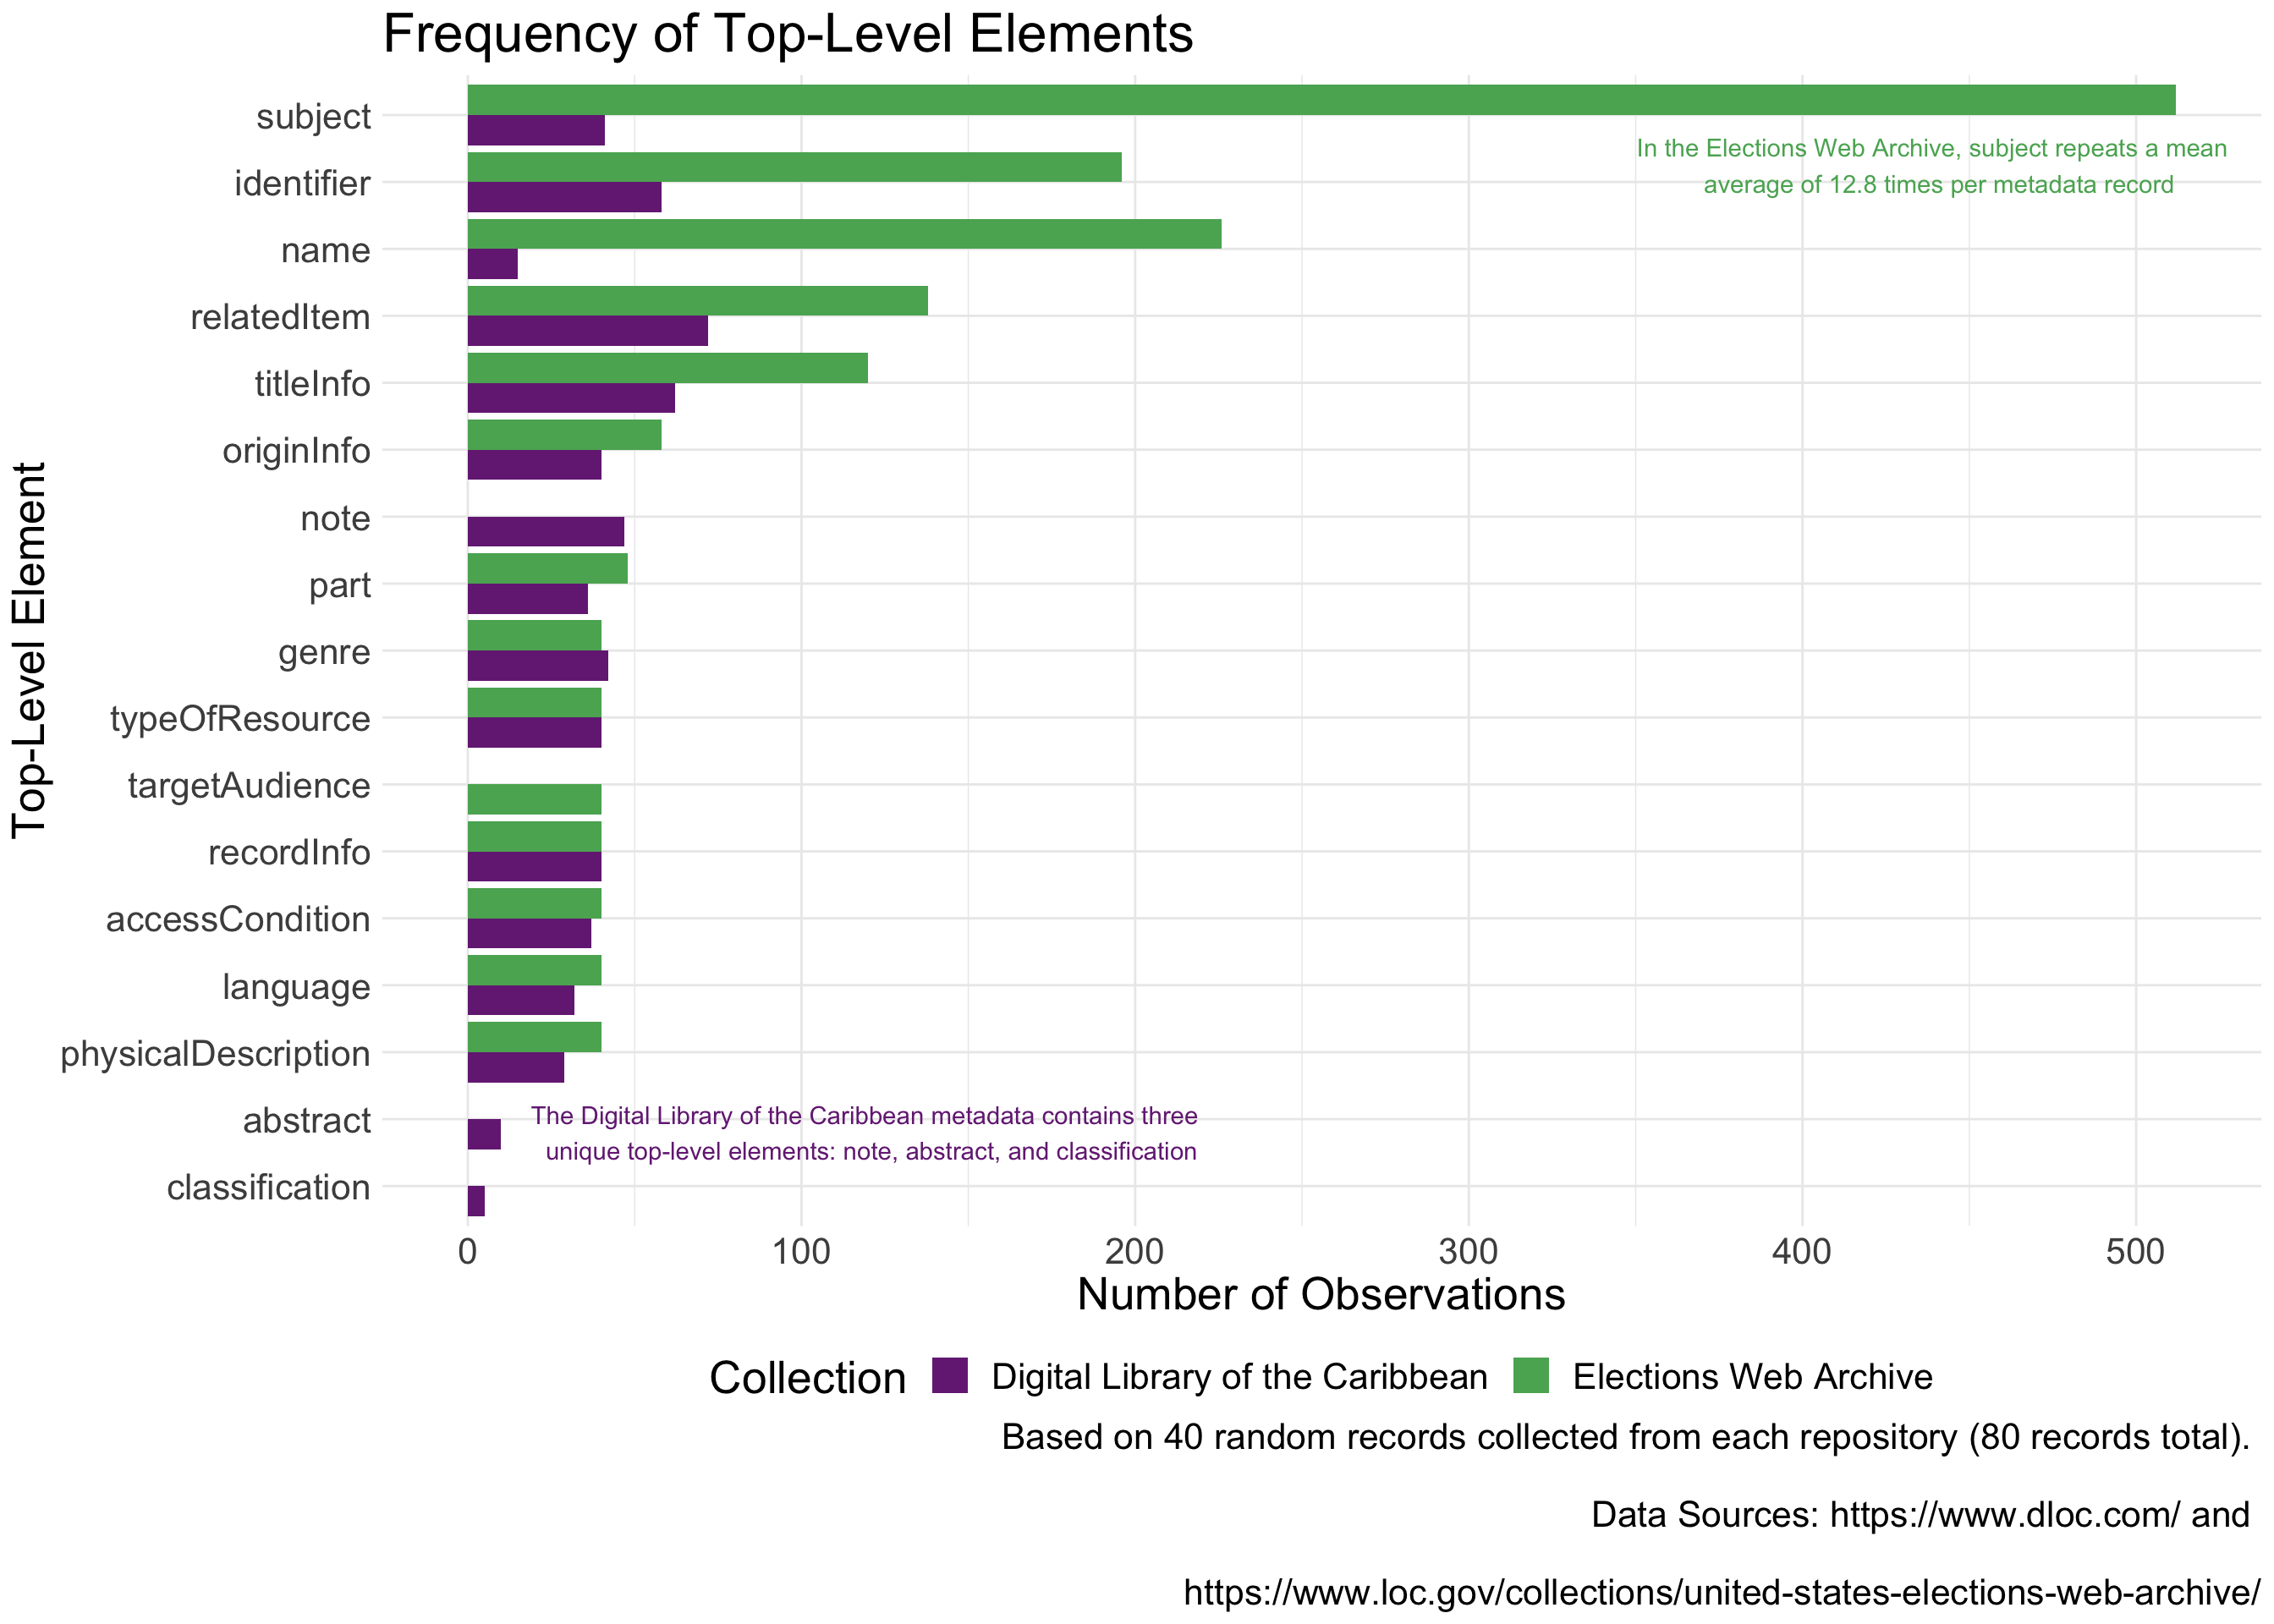 Frequency of Top-Level Elements
Top-Level Element
subject
identifier
name
relatedItem
titleInfo
originInfo
note
part
genre
typeOfResource
targetAudience
recordInfo
accessCondition
language
physicalDescription
abstract
classification
In the Elections Web Archive, subject repeats a mean
average of 12.8 times per metadata record
The Digital Library of the Caribbean metadata contains three
unique top-level elements: note, abstract, and classification
0 100 200 300 400 500
Number of Observations
Collection Digital Library of the Caribbean Elections Web Archive
Based on 40 random records collected from each repository (80 records total).
Data Sources: https://www.dloc.com/ and
https://www.loc.gov/collections/united-states-elections-web-archive/